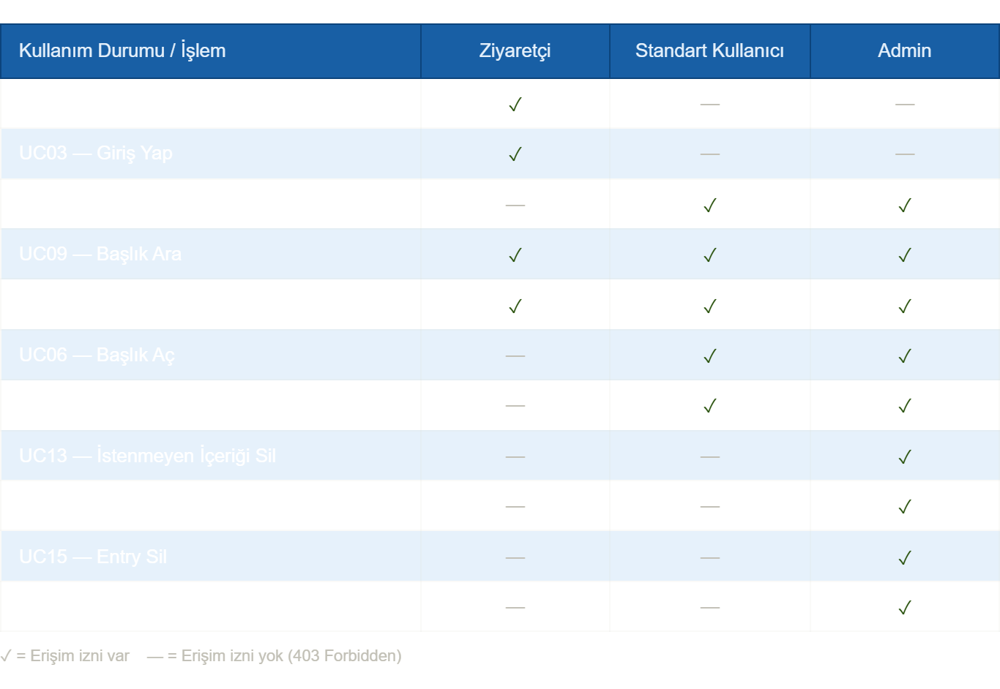 Kullanım Durumu / İşlem Ziyaretçi Standart Kullanıcı Admin
✓ — —
UC03 — Giriş Yap ✓ — —
— ✓ ✓
UC09 — Başlık Ara ✓ ✓ ✓
✓ ✓ ✓
UC06 — Başlık Aç — ✓ ✓
— ✓ ✓
UC13 — İstenmeyen İçeriği Sil — — ✓
— — ✓
UC15 — Entry Sil — — ✓
— — ✓
✓ = Erişim izni var — = Erişim izni yok (403 Forbidden)